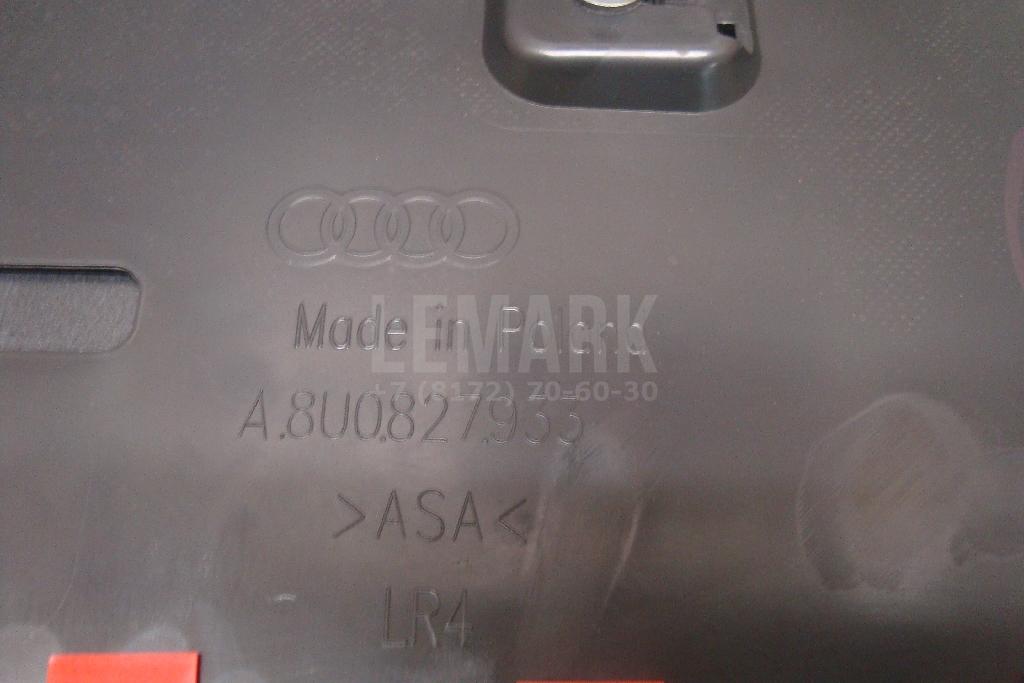 Made in Poland
LEMARK
+7 (8172) 70-60-30
A.8U0.827.933
>ASA<
LR4